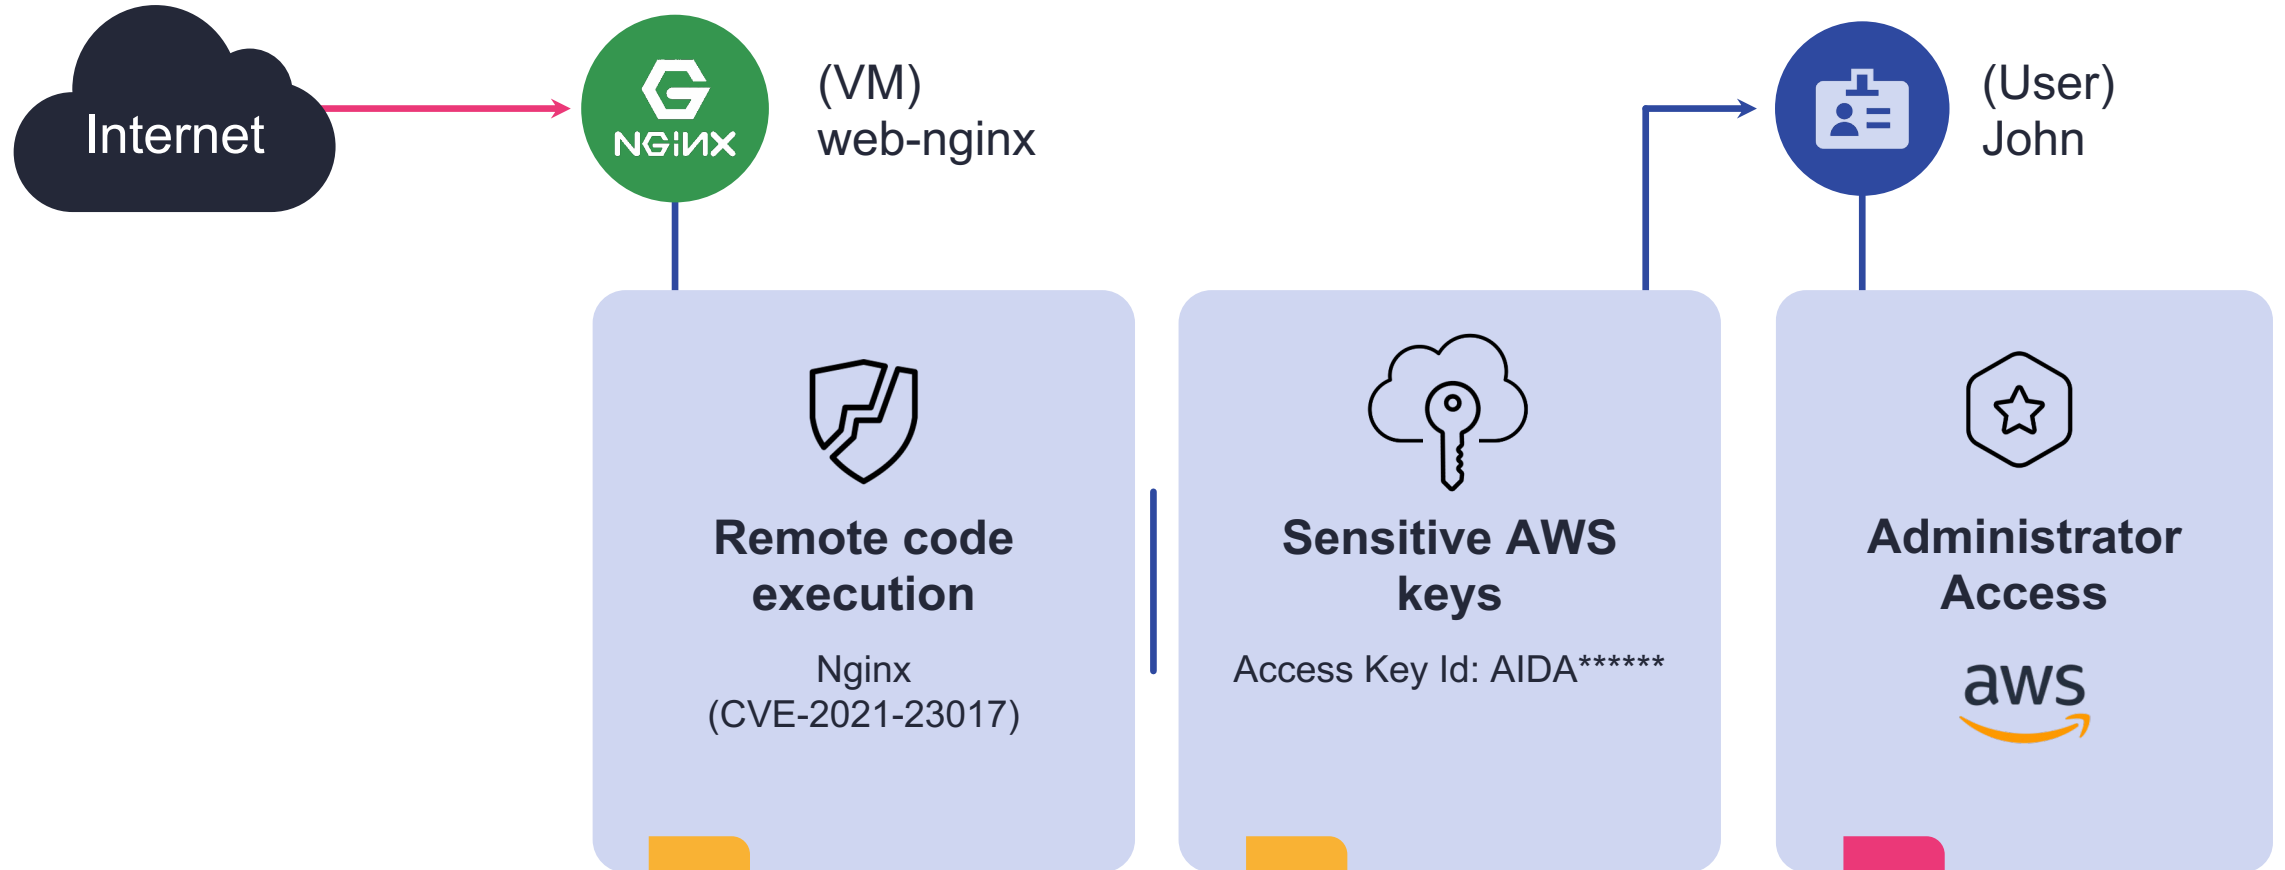 Internet
NGINX
(VM)
web-nginx
(User)
John
Remote code
execution
Nginx
(CVE-2021-23017)
Sensitive AWS
keys
Access Key Id: AIDA******
Administrator
Access
aws